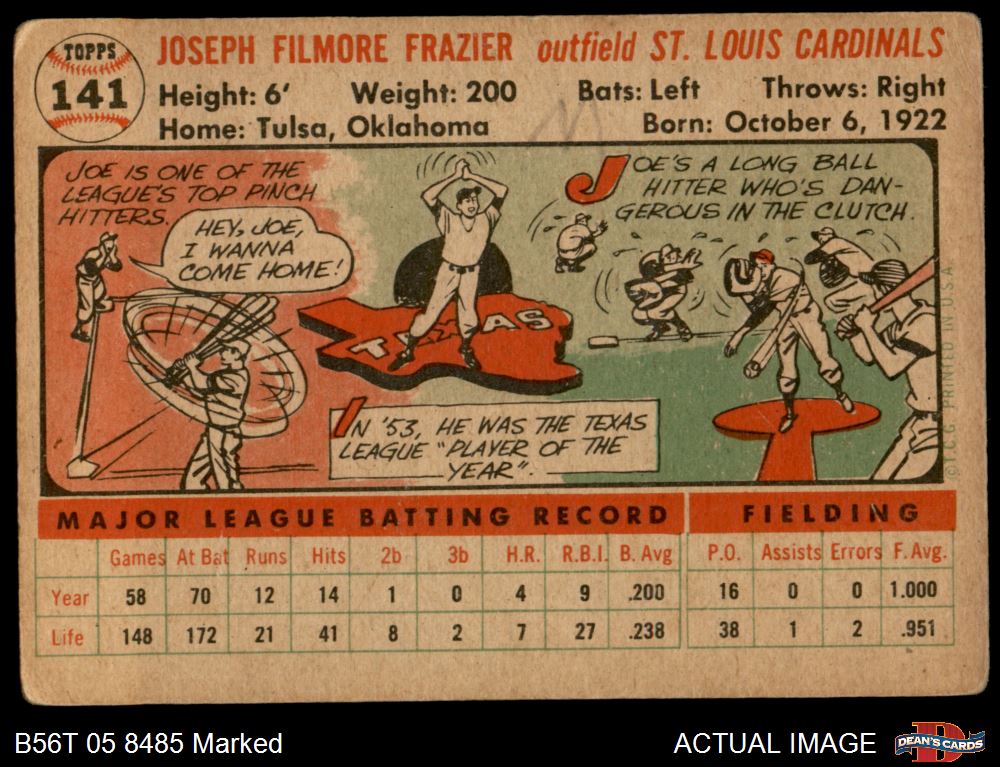 TOPPS
141
JOSEPH FILMORE FRAZIER outfield ST. LOUIS CARDINALS
Height: 6' Weight: 200 Bats: Left Throws: Right
Home: Tulsa, Oklahoma Born: October 6, 1922
JOE IS ONE OF THE
LEAGUE'S TOP PINCH
HITTERS.
HEY, JOE,
I WANNA
COME HOME!
TEXAS
IN '53, HE WAS THE TEXAS
LEAGUE "PLAYER OF THE
YEAR".
JOE'S A LONG BALL
HITTER WHO'S DAN-
GEROUS IN THE CLUTCH.
©T.C.G. PRINTED IN U.S.A.
MAJOR LEAGUE BATTING RECORD FIELDING
Games At Bat Runs Hits 2b 3b H.R. R.B.I. B. Avg P.O. Assists Errors F. Avg.
Year 58 70 12 14 1 0 4 9 .200 16 0 0 1.000
Life 148 172 21 41 8 2 7 27 .238 38 1 2 .951
B56T 05 8485 Marked
ACTUAL IMAGE
D
DEAN'S CARDS